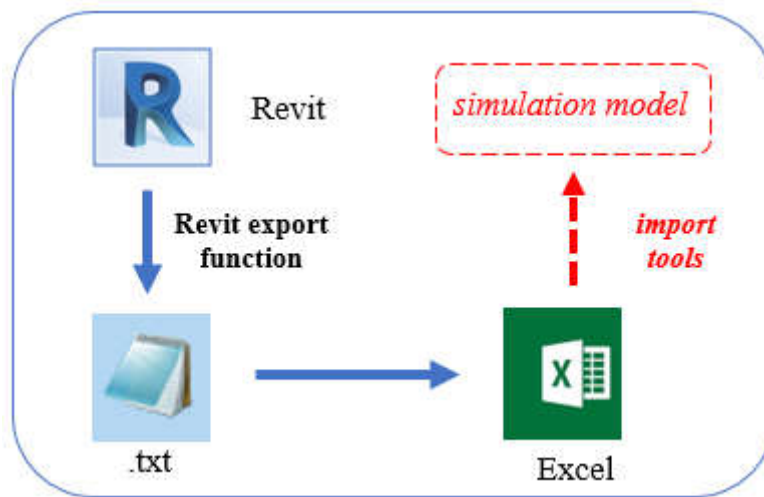 Revit
simulation model
Revit export
function
import
tools
.txt
Excel